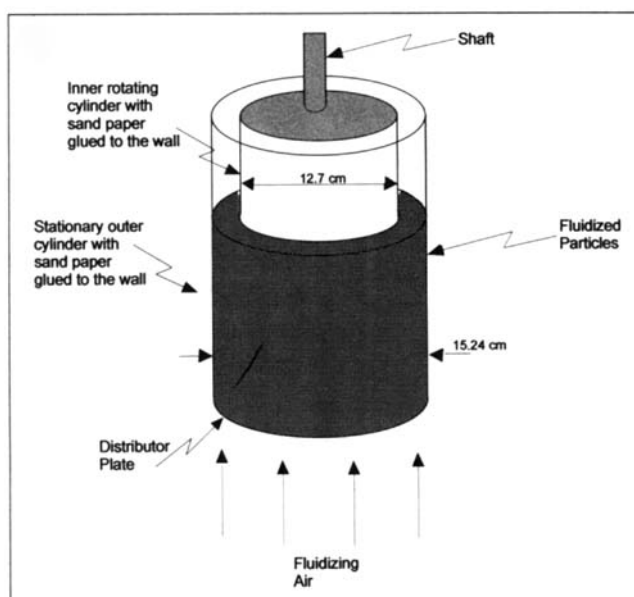 Shaft
Inner rotating
cylinder with
sand paper
glued to the wall
12.7 cm
Stationary outer
cylinder with
sand paper
glued to the wall
Fluidized
Particles
15.24 cm
Distributor
Plate
Fluidizing
Air